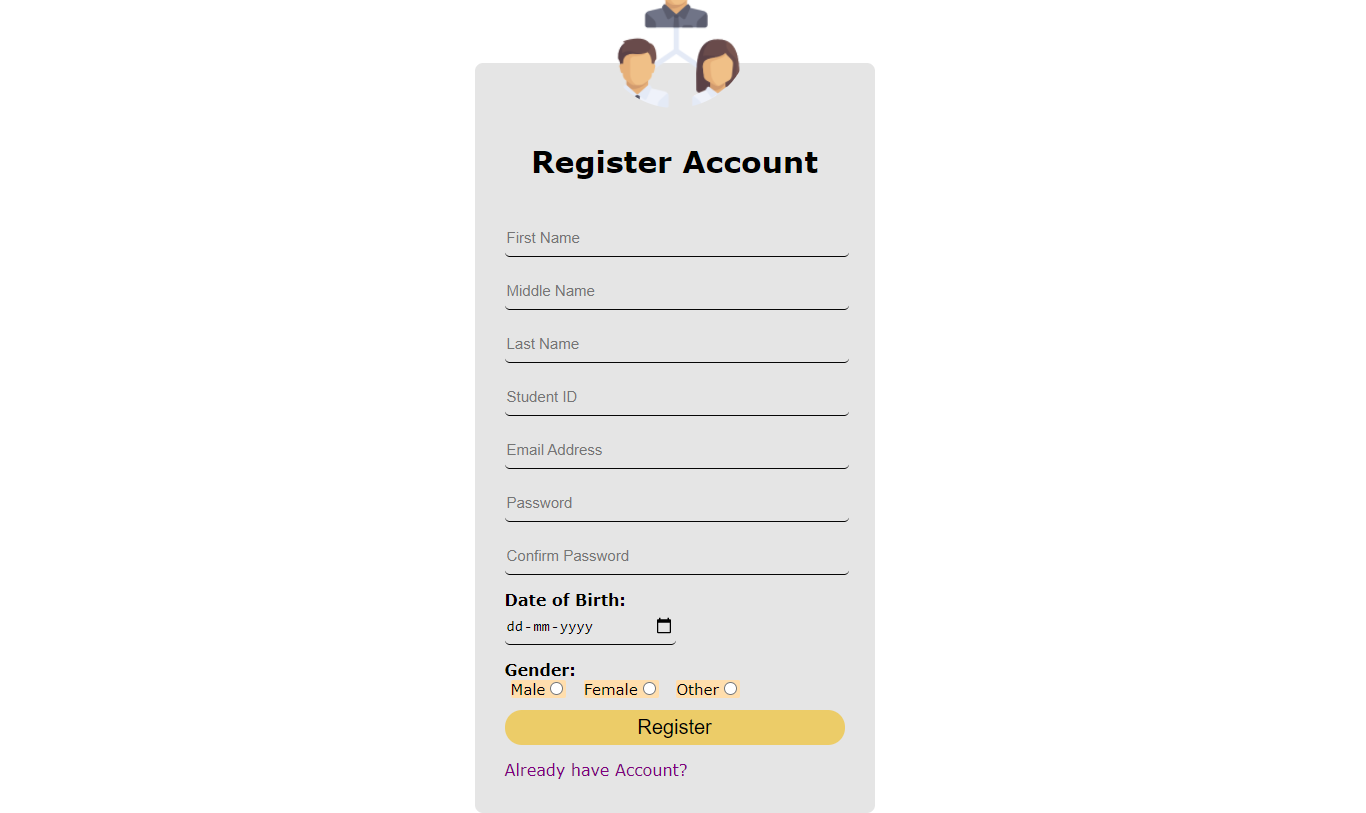 Register Account
First Name
Middle Name
Last Name
Student ID
Email Address
Password
Confirm Password
Date of Birth:
dd-mm-yyyy
Gender:
Male Female Other
Register
Already have Account?